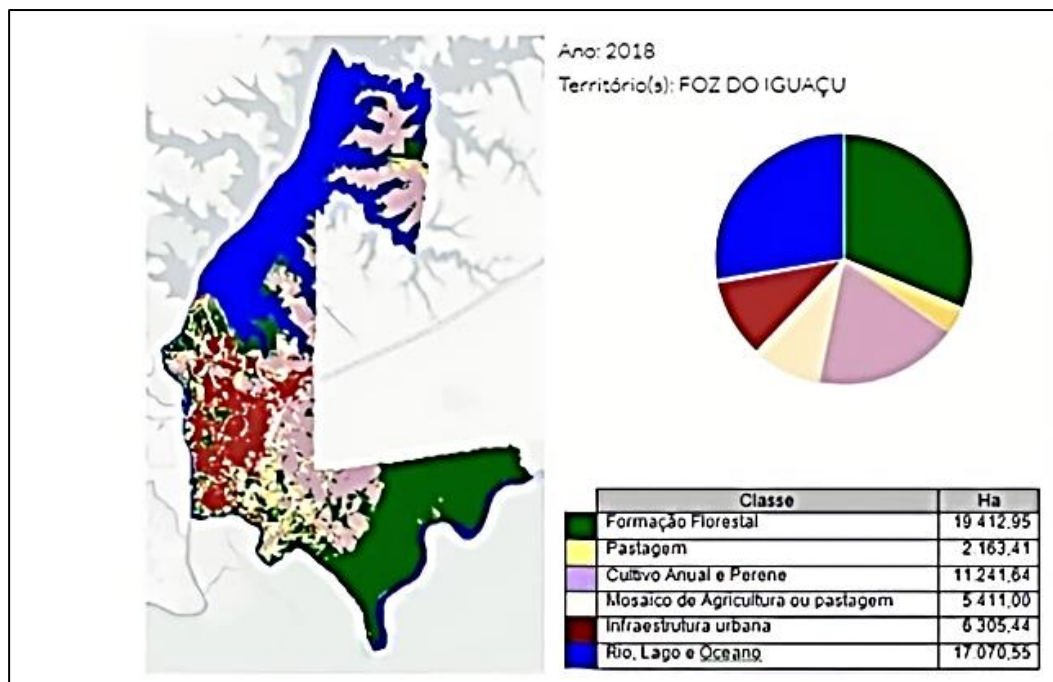 Ano: 2018
Território(s): FOZ DO IGUAÇU
Classe Ha
Formação Florestal 19.412,95
Pastagem 2.163,41
Cultivo Anual e Perene 11.241,64
Mosaico de Agricultura ou pastagem 5.411,00
Infraestrutura urbana 6.305,44
Rio, Lago e Oceano 17.070,55